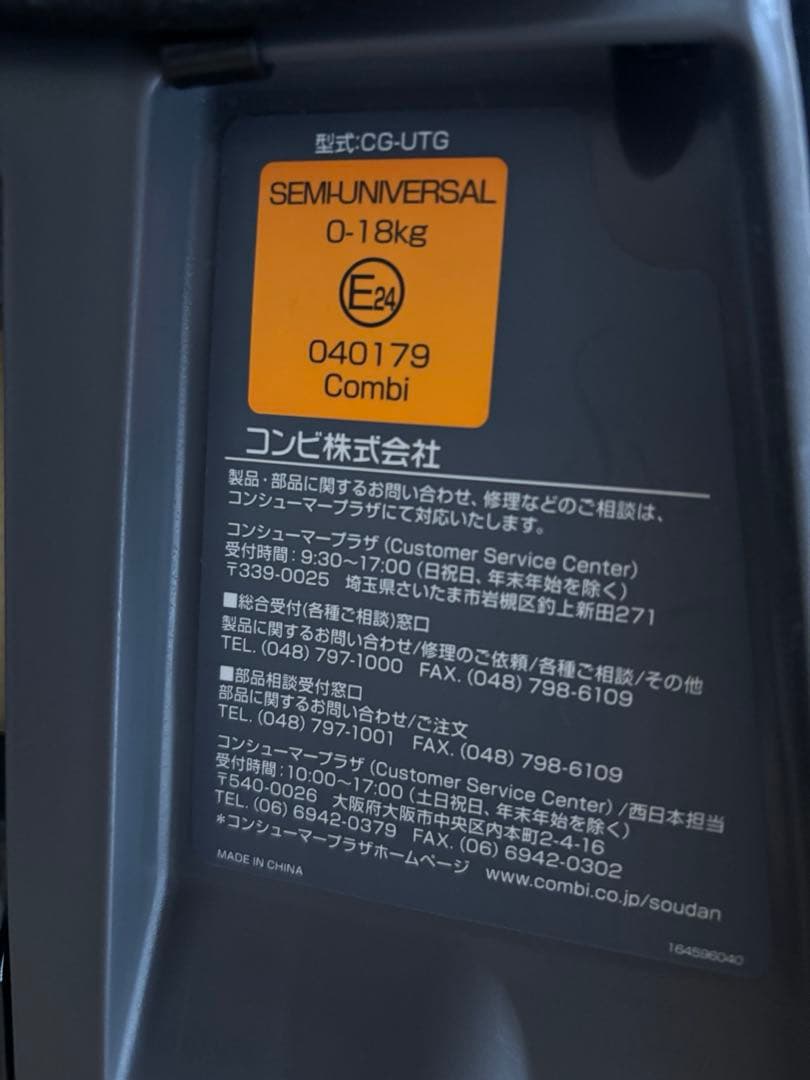 型式:CG-UTG
SEMI-UNIVERSAL
0-18kg
E24
040179
Combi
コンビ株式会社
製品・部品に関するお問い合わせ、修理などのご相談は、
コンシューマープラザにて対応いたします。
コンシューマープラザ (Customer Service Center)
受付時間：9:30～17:00 (日祝日、年末年始を除く)
〒339-0025 埼玉県さいたま市岩槻区釣上新田271
■総合受付(各種ご相談)窓口
製品に関するお問い合わせ/修理のご依頼/各種ご相談/その他
TEL. (048) 797-1000 FAX. (048) 798-6109
■部品相談受付窓口
部品に関するお問い合わせ/ご注文
TEL. (048) 797-1001 FAX. (048) 798-6109
コンシューマープラザ (Customer Service Center) /西日本担当
受付時間：10:00～17:00 (土日祝日、年末年始を除く)
〒540-0026 大阪府大阪市中央区内本町2-4-16
TEL. (06) 6942-0379 FAX. (06) 6942-0302
*コンシューマープラザホームページ www.combi.co.jp/soudan
MADE IN CHINA
164596040